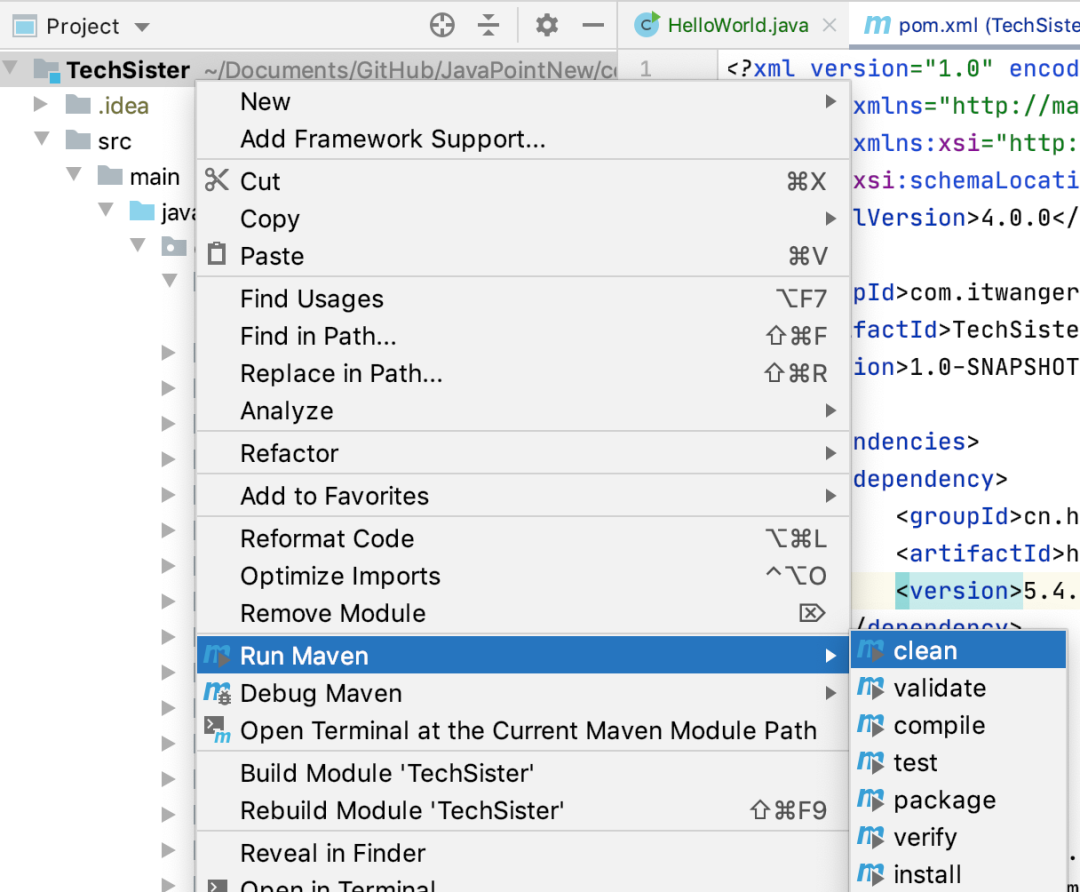 Project
HelloWorld.java
pom.xml (TechSiste
TechSister ~/Documents/GitHub/JavaPointNew/c
.idea
src
main
java
1
<?xml version="1.0" encod
xmlns="http://ma
xmlns:xsi="http:
xsi:schemaLocati
lVersion>4.0.0</
pId>com.itwanger
factId>TechSiste
ion>1.0-SNAPSHOT
ndencies>
dependency>
<groupId>cn.h
<artifactId>h
<version>5.4.
/dependency>
New
Add Framework Support...
Cut ⌘X
Copy
Paste ⌘V
Find Usages ⌥F7
Find in Path... ⇧⌘F
Replace in Path... ⇧⌘R
Analyze
Refactor
Add to Favorites
Reformat Code ⌥⌘L
Optimize Imports ^⌥O
Remove Module ⌦
Run Maven
Debug Maven
Open Terminal at the Current Maven Module Path
Build Module 'TechSister'
Rebuild Module 'TechSister' ⇧⌘F9
Reveal in Finder
Open in Terminal
clean
validate
compile
test
package
verify
install